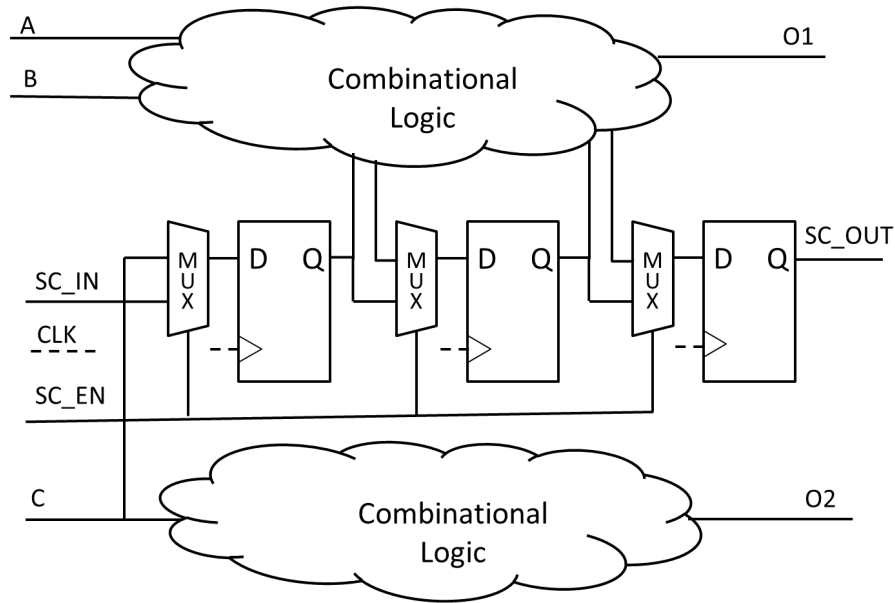 A
O1
B
Combinational
Logic
SC_IN
CLK
SC_EN
MUX
D Q
MUX
D Q
MUX
D Q
SC_OUT
C
Combinational
Logic
O2